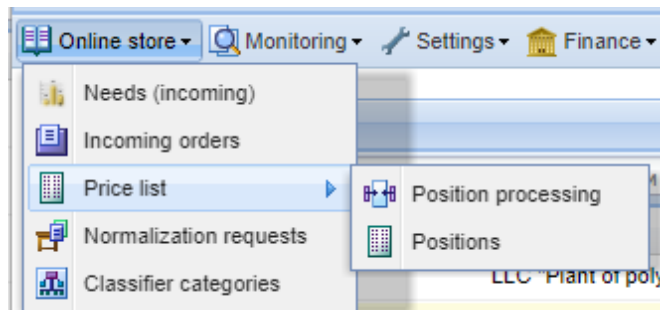 Online store Monitoring Settings Finance
Needs (incoming)
Incoming orders
Price list
Position processing
Normalization requests
Positions
Classifier categories
LLC "Plant of